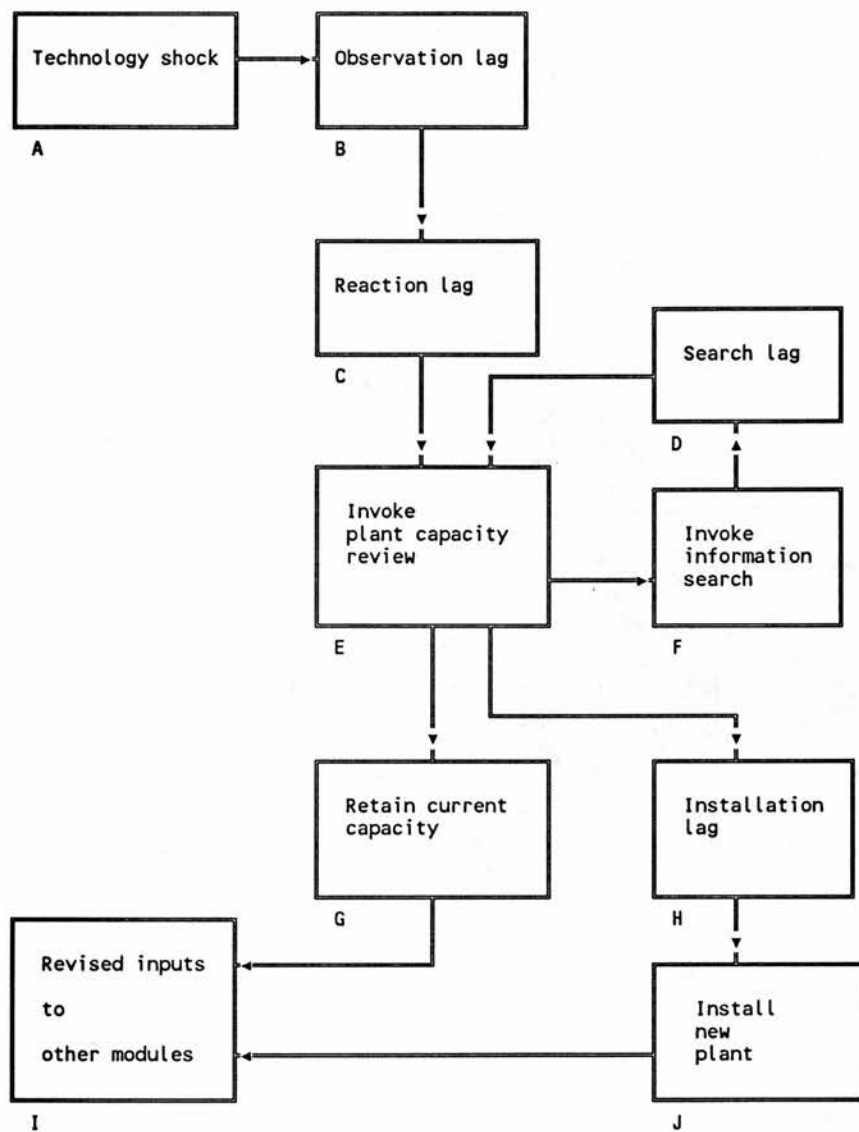 Technology shock
A
Observation lag
B
Reaction lag
C
Search lag
D
Invoke
plant capacity
review
E
Invoke
information
search
F
Retain current
capacity
G
Installation
lag
H
Revised inputs
to
other modules
I
Install
new
plant
J